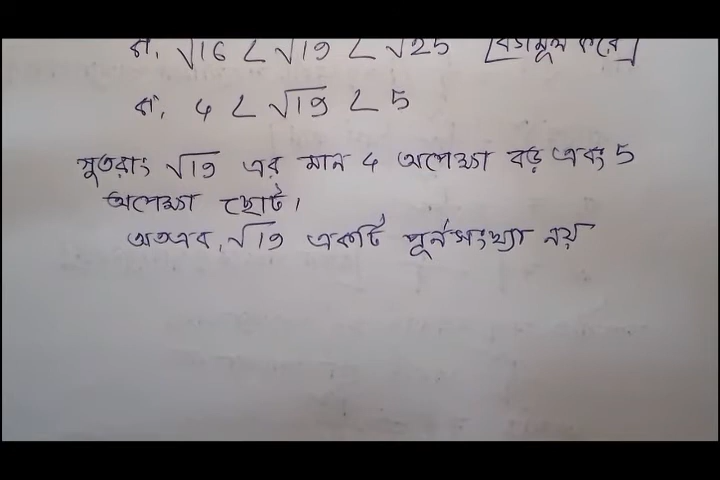 বা, √16 < √19 < √25 [বর্গমূল করে]
বা, 4 < √19 < 5
সুতরাং √19 এর মান 4 অপেক্ষা বড় এবং 5
অপেক্ষা ছোট।
অতএব, √19 একটি পূর্নসংখ্যা নয়